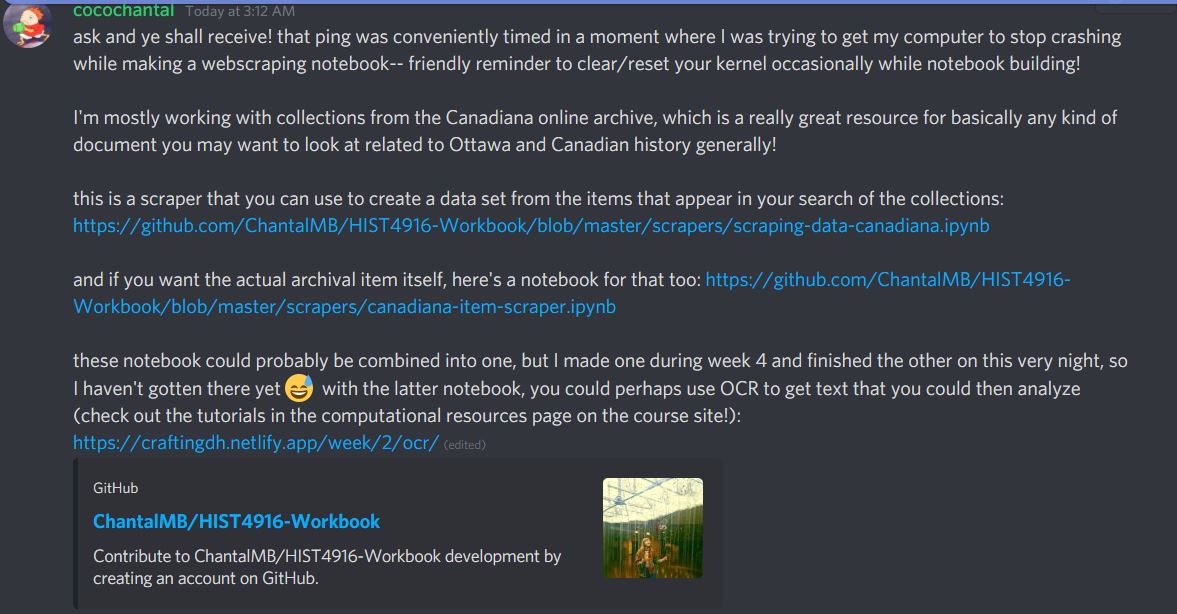 cocochantal Today at 3:12 AM
ask and ye shall receive! that ping was conveniently timed in a moment where I was trying to get my computer to stop crashing
while making a webscraping notebook-- friendly reminder to clear/reset your kernel occasionally while notebook building!
I'm mostly working with collections from the Canadiana online archive, which is a really great resource for basically any kind of
document you may want to look at related to Ottawa and Canadian history generally!
this is a scraper that you can use to create a data set from the items that appear in your search of the collections:
https://github.com/ChantalMB/HIST4916-Workbook/blob/master/scrapers/scraping-data-canadiana.ipynb
and if you want the actual archival item itself, here's a notebook for that too: https://github.com/ChantalMB/HIST4916-
Workbook/blob/master/scrapers/canadiana-item-scraper.ipynb
these notebook could probably be combined into one, but I made one during week 4 and finished the other on this very night, so
I haven't gotten there yet 😅 with the latter notebook, you could perhaps use OCR to get text that you could then analyze
(check out the tutorials in the computational resources page on the course site!):
https://craftingdh.netlify.app/week/2/ocr/ (edited)
GitHub
ChantalMB/HIST4916-Workbook
Contribute to ChantalMB/HIST4916-Workbook development by
creating an account on GitHub.